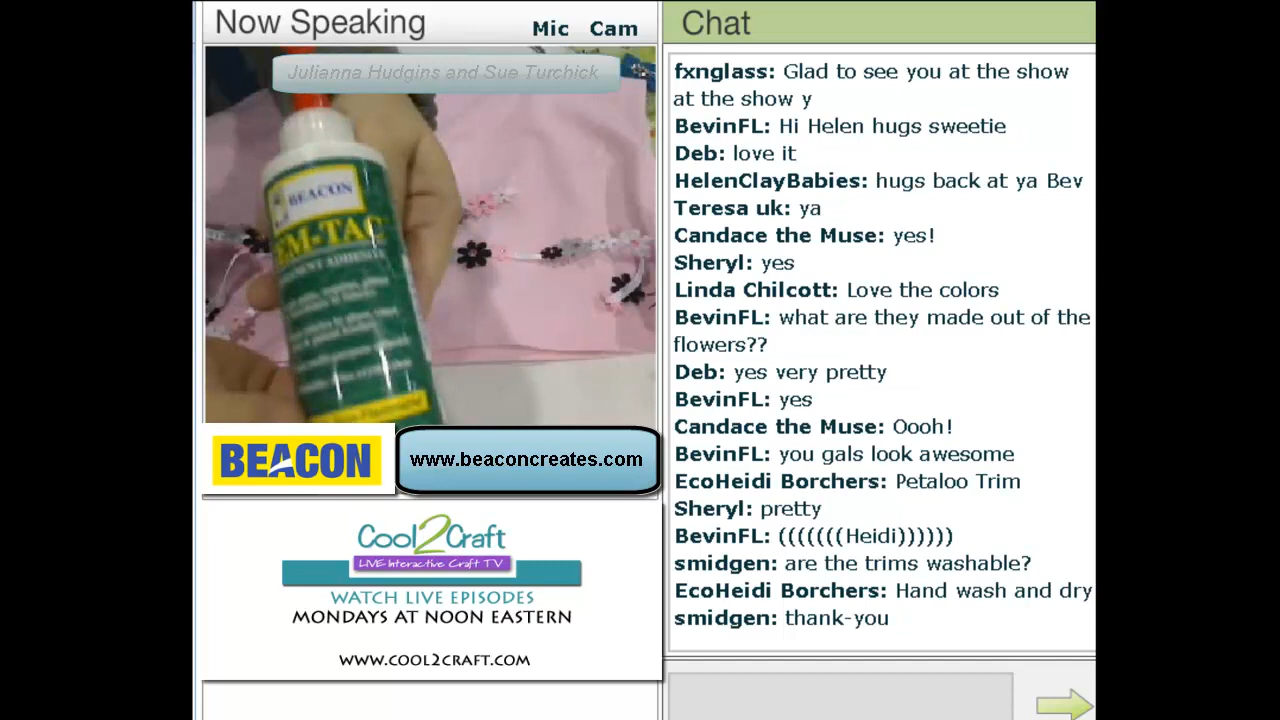 Now Speaking
Mic Cam
Julianna Hudgins and Sue Turchick
BEACON
BEACON
www.beaconcreates.com
Cool2Craft
LIVE Interactive Craft TV
WATCH LIVE EPISODES
MONDAYS AT NOON EASTERN
WWW.COOL2CRAFT.COM
Chat
fxnglass: Glad to see you at the show
at the show y
BevinFL: Hi Helen hugs sweetie
Deb: love it
HelenClayBabies: hugs back at ya Bev
Teresa uk: ya
Candace the Muse: yes!
Sheryl: yes
Linda Chilcott: Love the colors
BevinFL: what are they made out of the
flowers??
Deb: yes very pretty
BevinFL: yes
Candace the Muse: Oooh!
BevinFL: you gals look awesome
EcoHeidi Borchers: Petaloo Trim
Sheryl: pretty
BevinFL: (((((((Heidi))))))
smidgen: are the trims washable?
EcoHeidi Borchers: Hand wash and dry
smidgen: thank-you